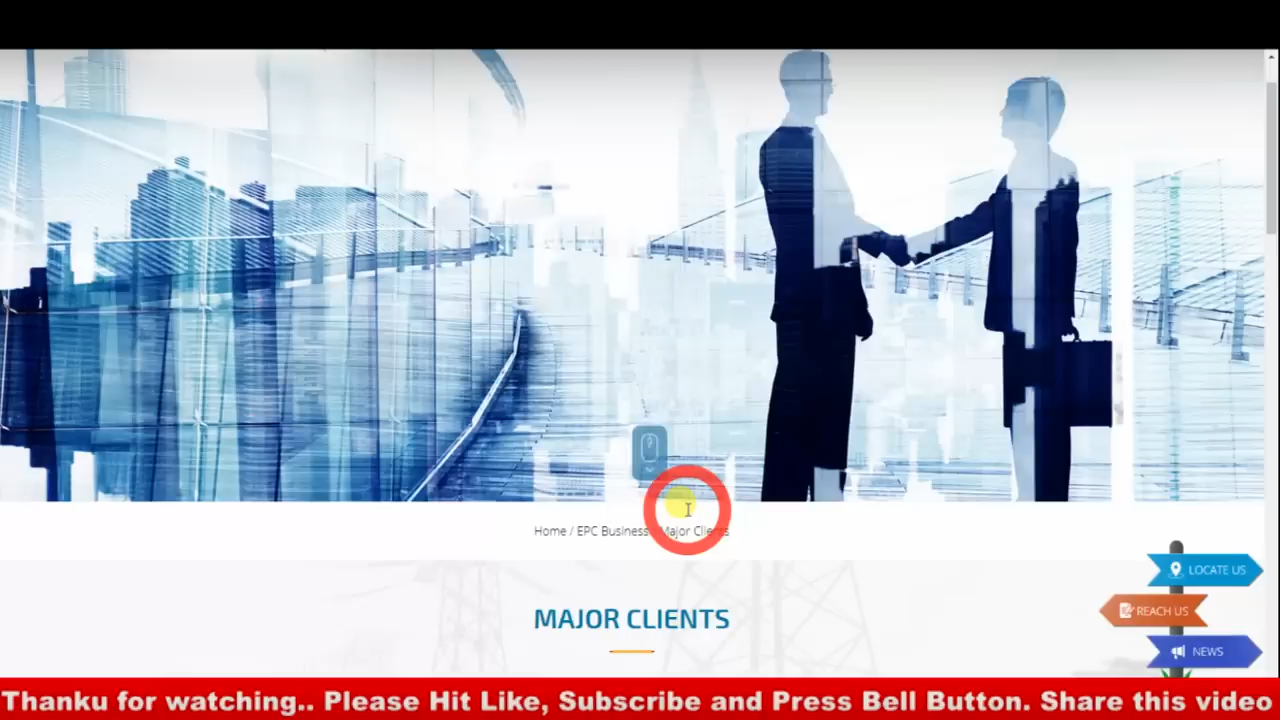 Home / EPC Business / Major Clients
MAJOR CLIENTS
LOCATE US
REACH US
NEWS
Thanku for watching.. Please Hit Like, Subscribe and Press Bell Button. Share this video